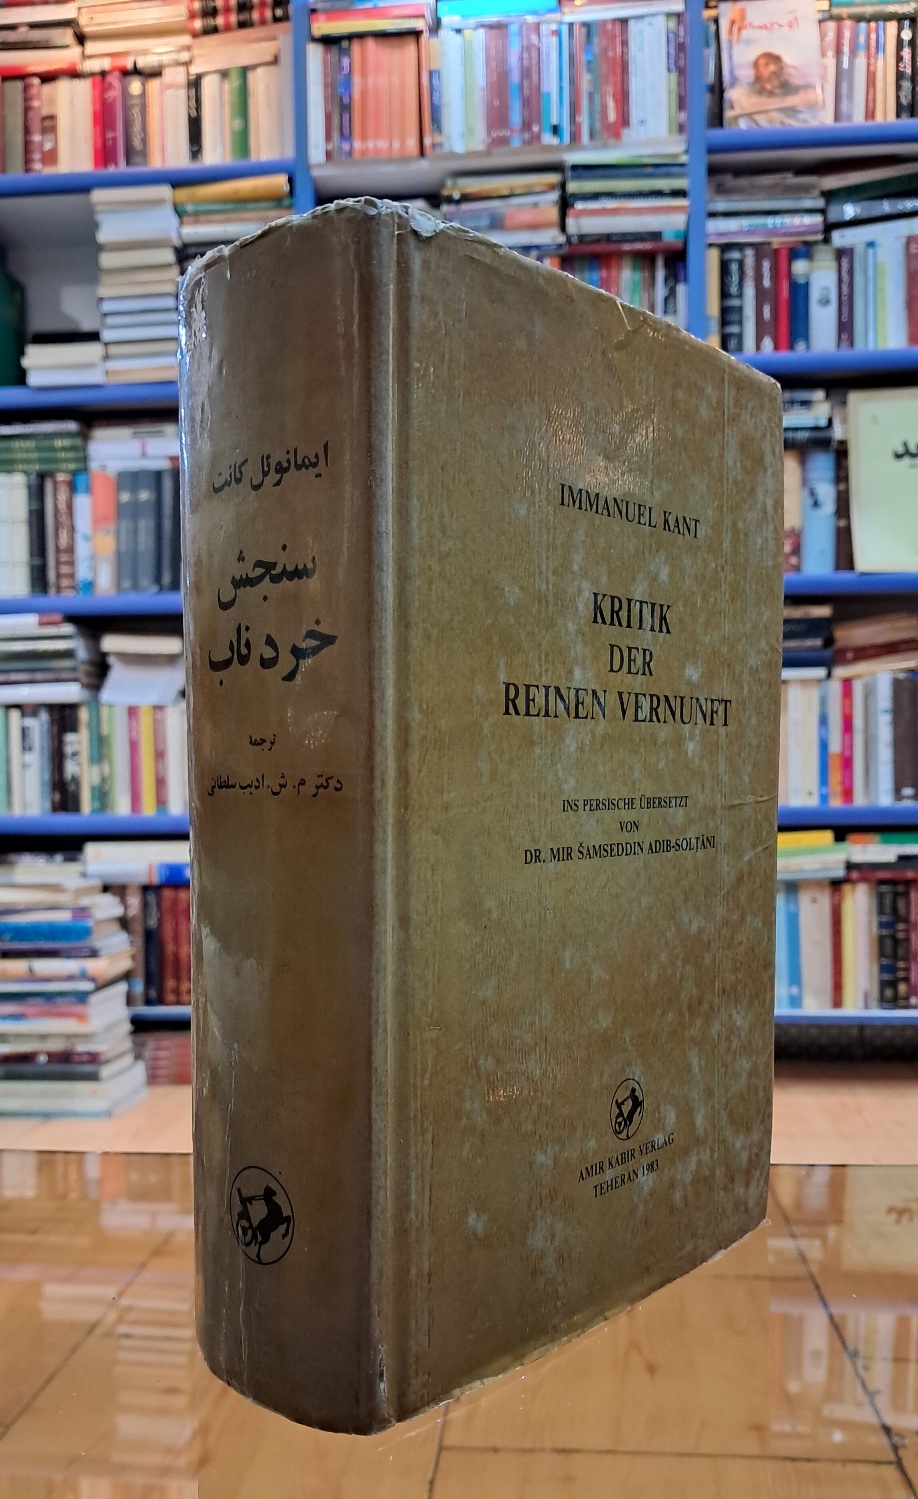 ایمانوئل کانت
سنجش
خرد ناب
ترجمه
دکتر م. ش. ادیب سلطانی
IMMANUEL KANT
KRITIK
DER
REINEN VERNUNFT
INS PERSISCHE ÜBERSETZT
VON
DR. MIR ŠAMSEDDIN ADIB-SOLṬĀNI
AMIR KABIR VERLAG
TEHERAN 1983